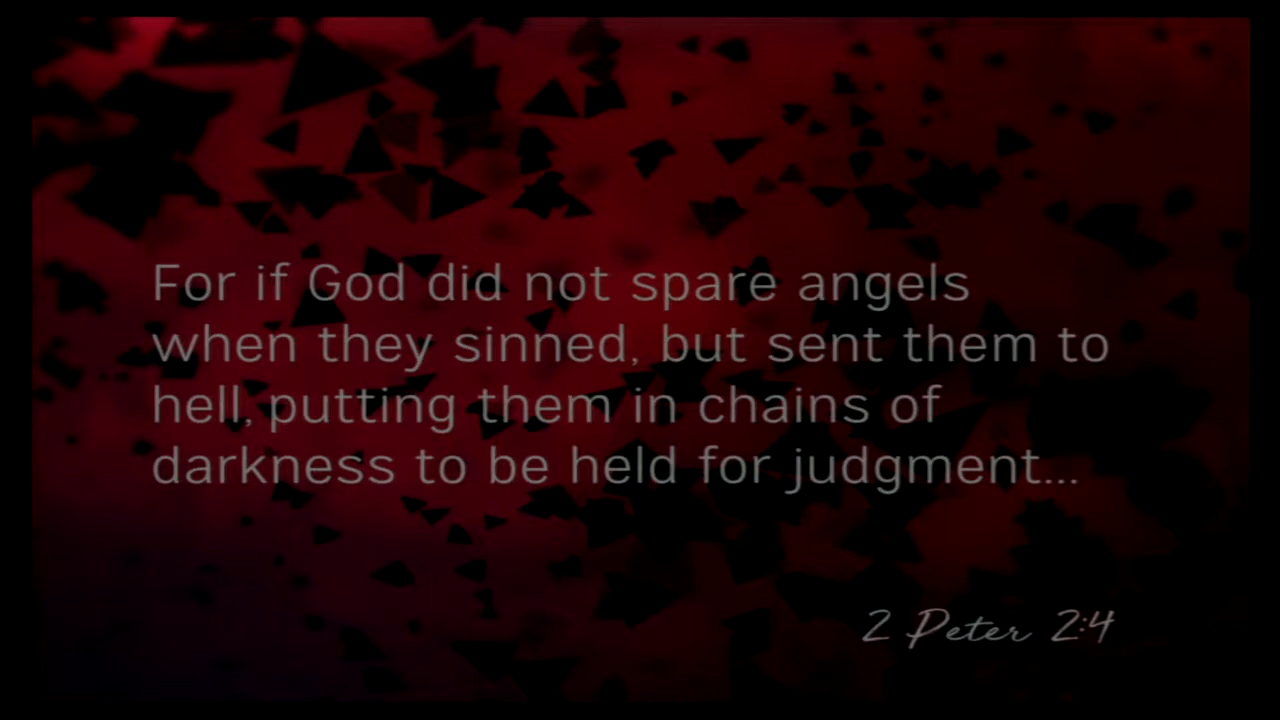 For if God did not spare angels
when they sinned, but sent them to
hell, putting them in chains of
darkness to be held for judgment...
2 Peter 2:4